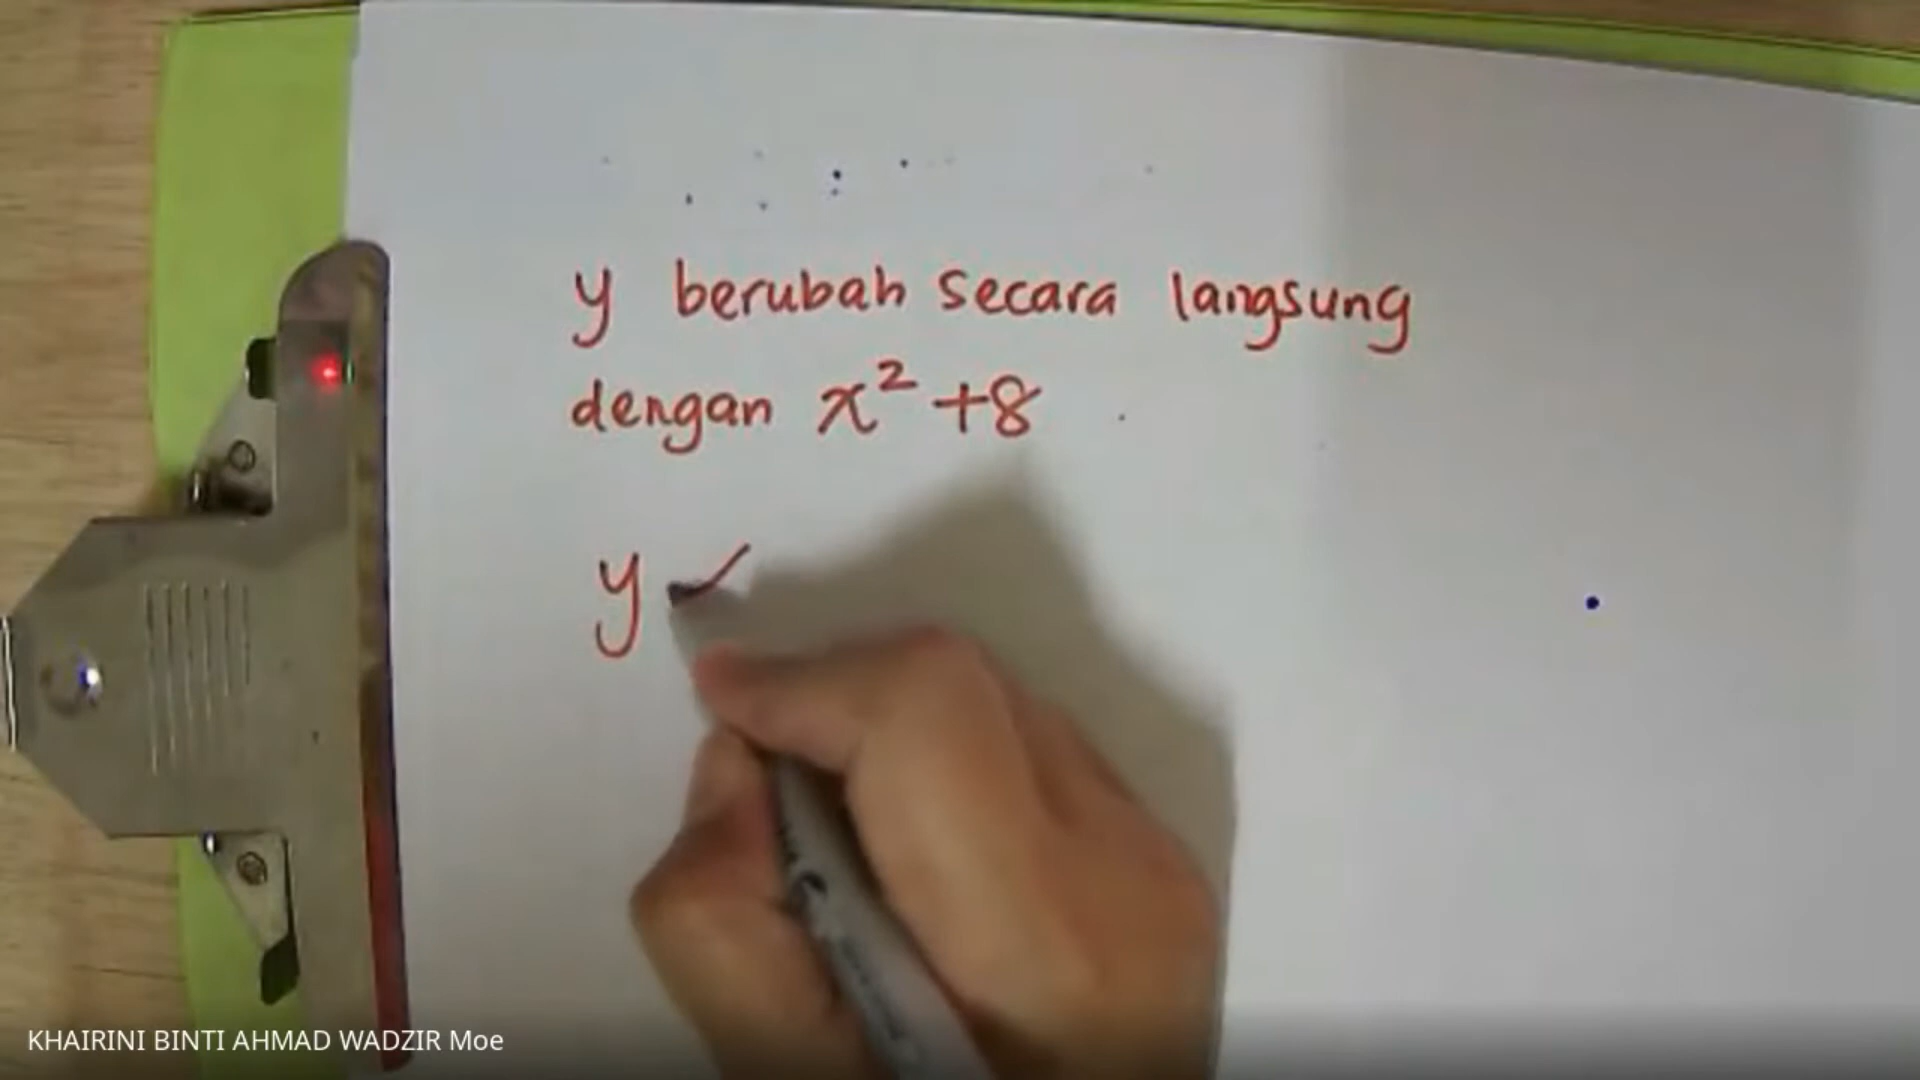 y berubah secara langsung
dengan x² +8
y
KHAIRINI BINTI AHMAD WADZIR Moe